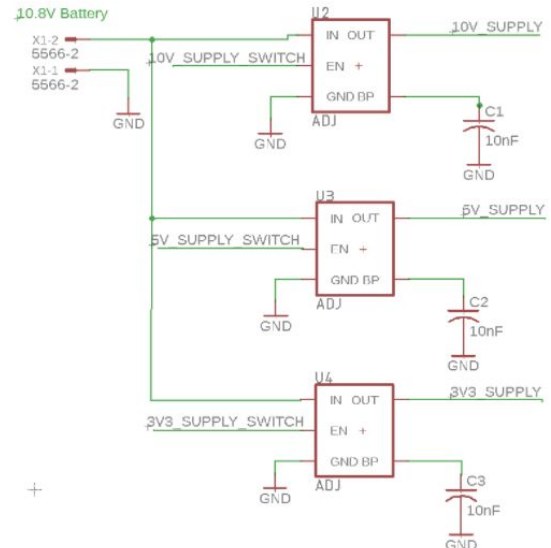 10.8V Battery
X1-2
5566-2
X1-1
5566-2
GND
U2
IN OUT
EN +
GND BP
ADJ
10V_SUPPLY_SWITCH
10V_SUPPLY
GND
C1
10nF
GND
U3
IN OUT
EN +
GND BP
ADJ
5V_SUPPLY_SWITCH
5V_SUPPLY
GND
C2
10nF
GND
U4
IN OUT
EN +
GND BP
ADJ
3V3_SUPPLY_SWITCH
3V3_SUPPLY
GND
C3
10nF
GND